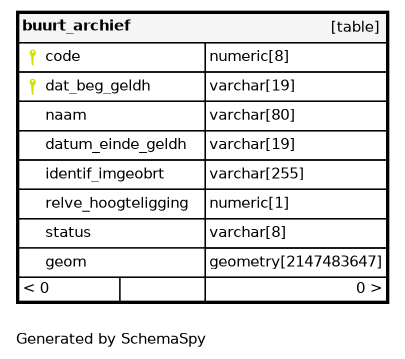 buurt_archief [table]
code numeric[8]
dat_beg_geldh varchar[19]
naam varchar[80]
datum_einde_geldh varchar[19]
identif_imgeobrt varchar[255]
relve_hoogteligging numeric[1]
status varchar[8]
geom geometry[2147483647]
< 0 0 >
Generated by SchemaSpy